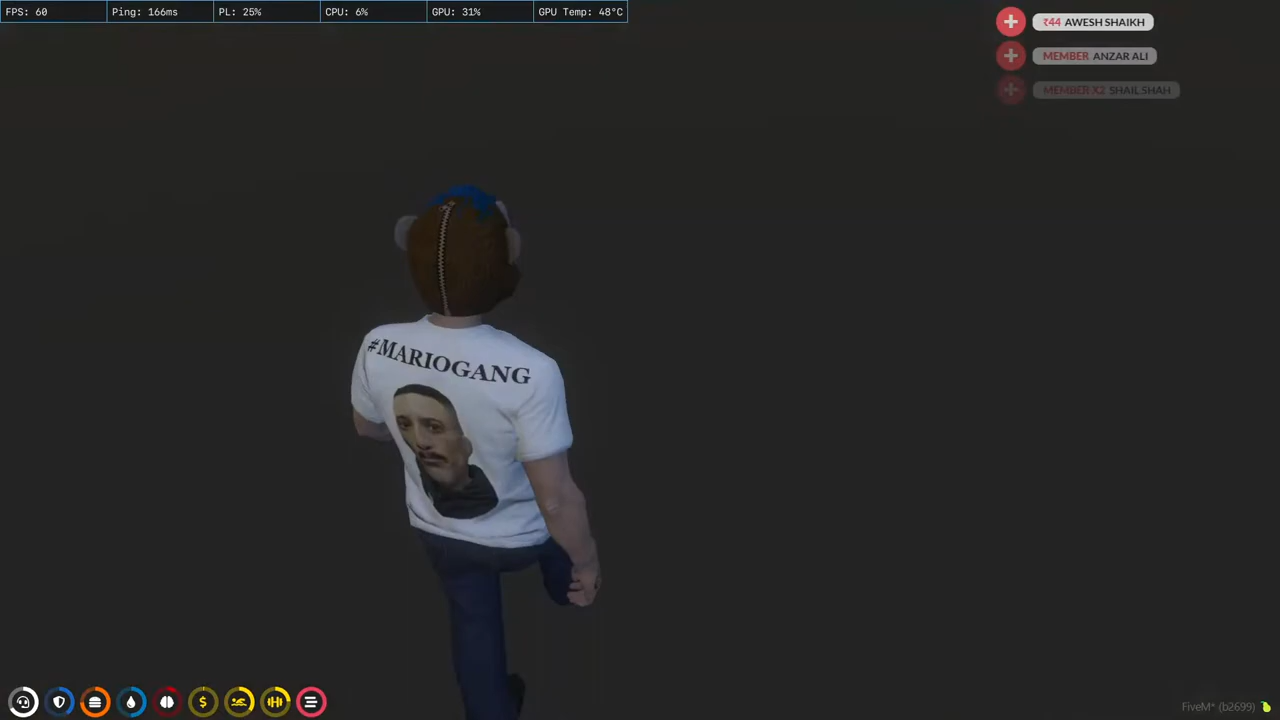 FPS: 60 Ping: 166ms PL: 25% CPU: 6% GPU: 31% GPU Temp: 48°C
₹44 AWESH SHAIKH
MEMBER ANZAR ALI
MEMBER X2 SHAIL SHAH
#MARIOGANG
FiveM* (b2699)